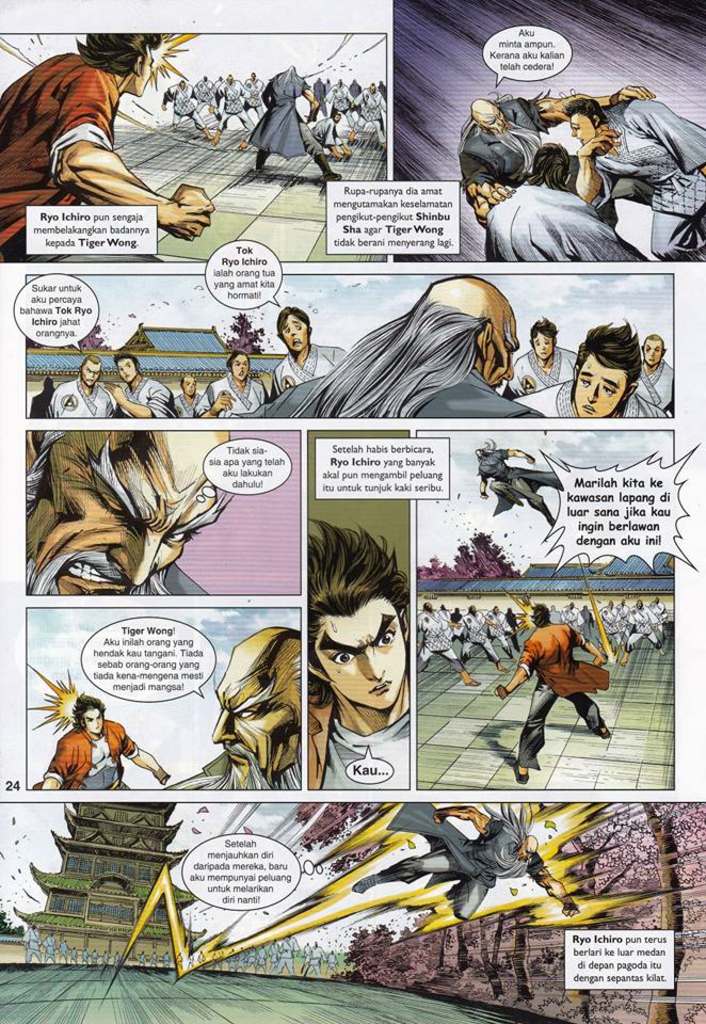 Ryo Ichiro pun sengaja
membelakangkan badannya
kepada Tiger Wong.
Aku
minta ampun.
Kerana aku kalian
telah cedera!
Rupa-rupanya dia amat
mengutamakan keselamatan
pengikut-pengikut Shinbu
Sha agar Tiger Wong
tidak berani menyerang lagi.
Sukar untuk
aku percaya
bahawa Tok Ryo
Ichiro jahat
orangnya.
Tok
Ryo Ichiro
ialah orang tua
yang amat kita
hormati!
Tidak sia-
sia apa yang telah
aku lakukan
dahulu!
Tiger Wong!
Aku inilah orang yang
hendak kau tangani. Tiada
sebab orang-orang yang
tiada kena-mengena mesti
menjadi mangsa!
Setelah habis berbicara,
Ryo Ichiro yang banyak
akal pun mengambil peluang
itu untuk tunjuk kaki seribu.
Kau...
Marilah kita ke
kawasan lapang di
luar sana jika kau
ingin berlawan
dengan aku ini!
24
Setelah
menjauhkan diri
daripada mereka, baru
aku mempunyai peluang
untuk melarikan
diri nanti!
Ryo Ichiro pun terus
berlari ke luar medan
di depan pagoda itu
dengan sepantas kilat.